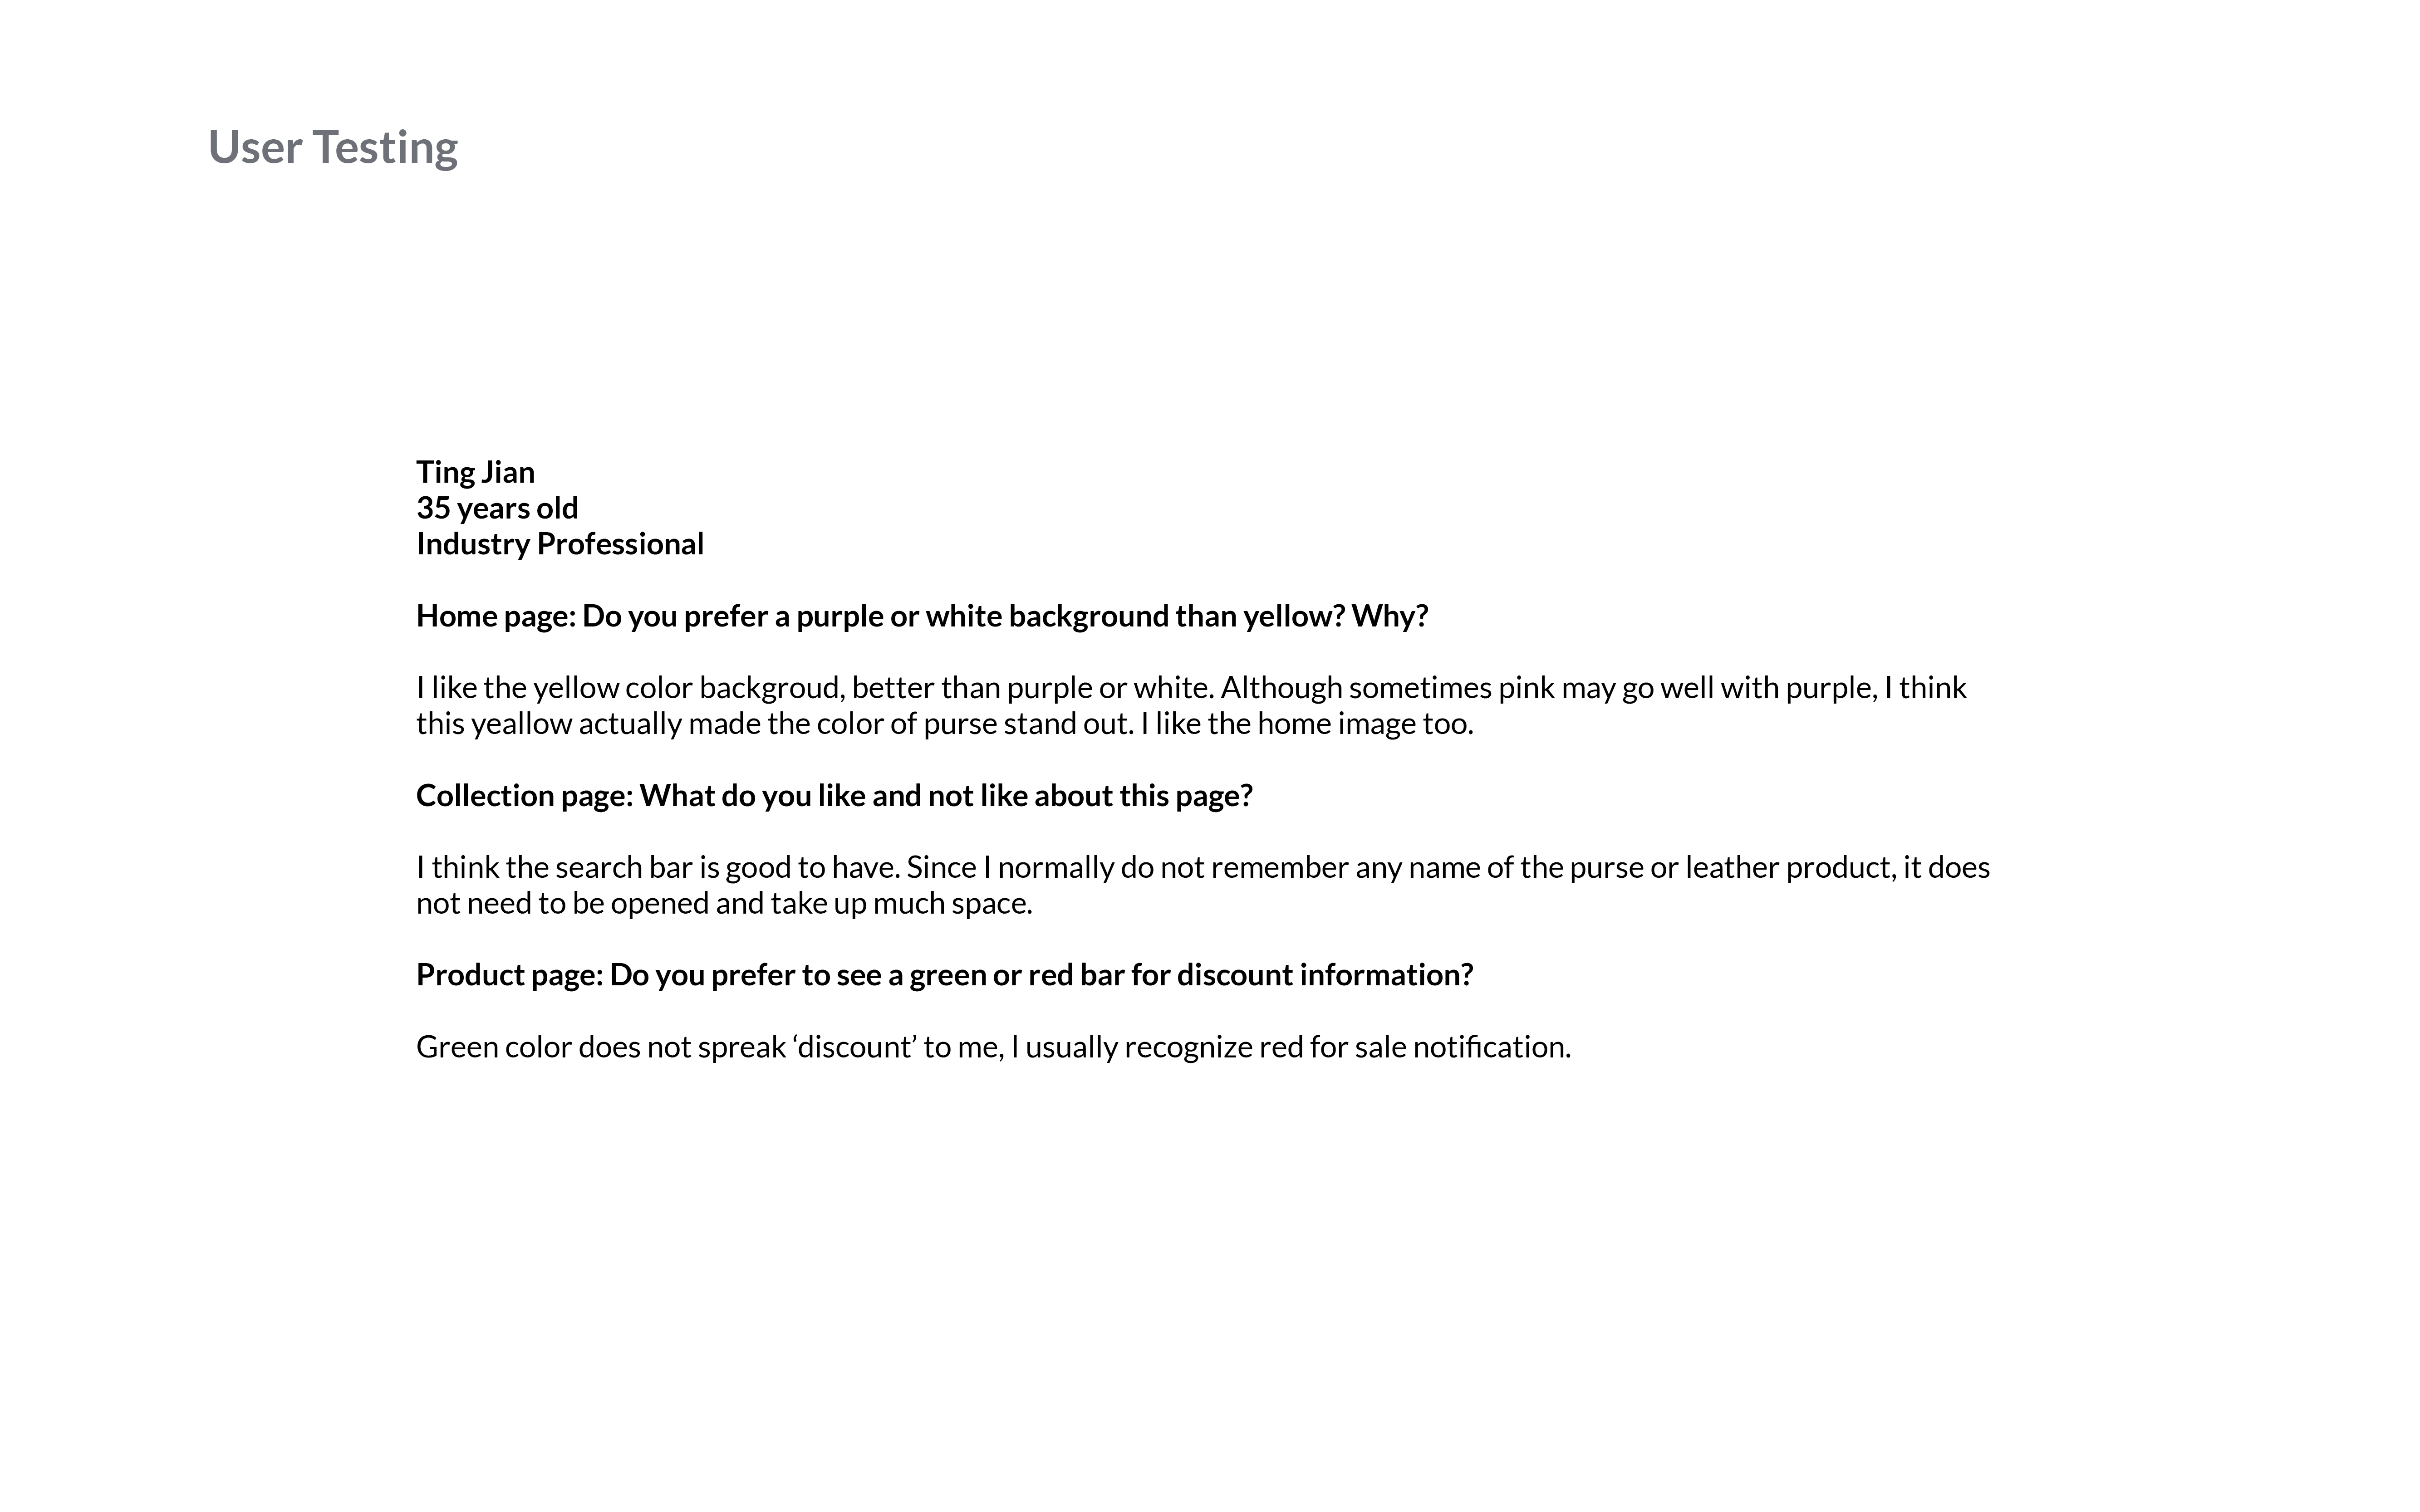 User Testing
Ting Jian
35 years old
Industry Professional
Home page: Do you prefer a purple or white background than yellow? Why?
I like the yellow color backgroud, better than purple or white. Although sometimes pink may go well with purple, I think
this yeallow actually made the color of purse stand out. I like the home image too.
Collection page: What do you like and not like about this page?
I think the search bar is good to have. Since I normally do not remember any name of the purse or leather product, it does
not need to be opened and take up much space.
Product page: Do you prefer to see a green or red bar for discount information?
Green color does not spreak ‘discount’ to me, I usually recognize red for sale notification.